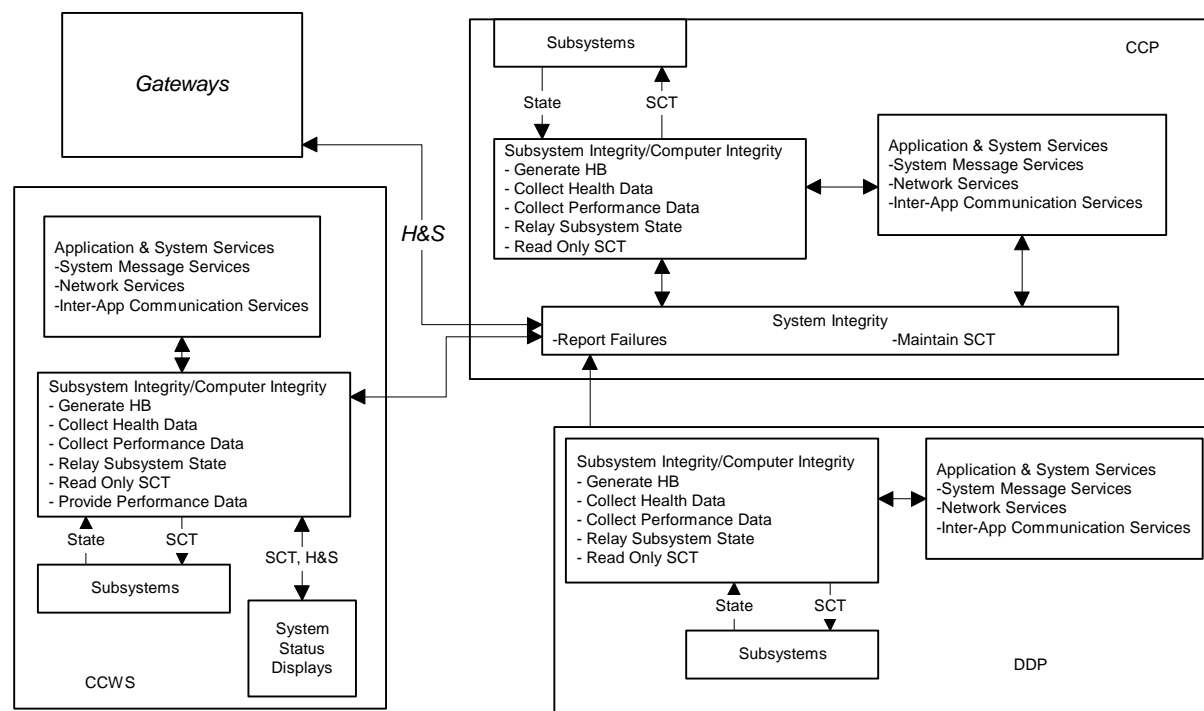 Gateways
H&S
Subsystems
CCP
State
SCT
Subsystem Integrity/Computer Integrity
- Generate HB
- Collect Health Data
- Collect Performance Data
- Relay Subsystem State
- Read Only SCT
Application & System Services
-System Message Services
-Network Services
-Inter-App Communication Services
System Integrity
-Report Failures
-Maintain SCT
Application & System Services
-System Message Services
-Network Services
-Inter-App Communication Services
Subsystem Integrity/Computer Integrity
- Generate HB
- Collect Health Data
- Collect Performance Data
- Relay Subsystem State
- Read Only SCT
- Provide Performance Data
State
SCT
SCT, H&S
Subsystems
System
Status
Displays
CCWS
Subsystem Integrity/Computer Integrity
- Generate HB
- Collect Health Data
- Collect Performance Data
- Relay Subsystem State
- Read Only SCT
Application & System Services
-System Message Services
-Network Services
-Inter-App Communication Services
State
SCT
Subsystems
DDP